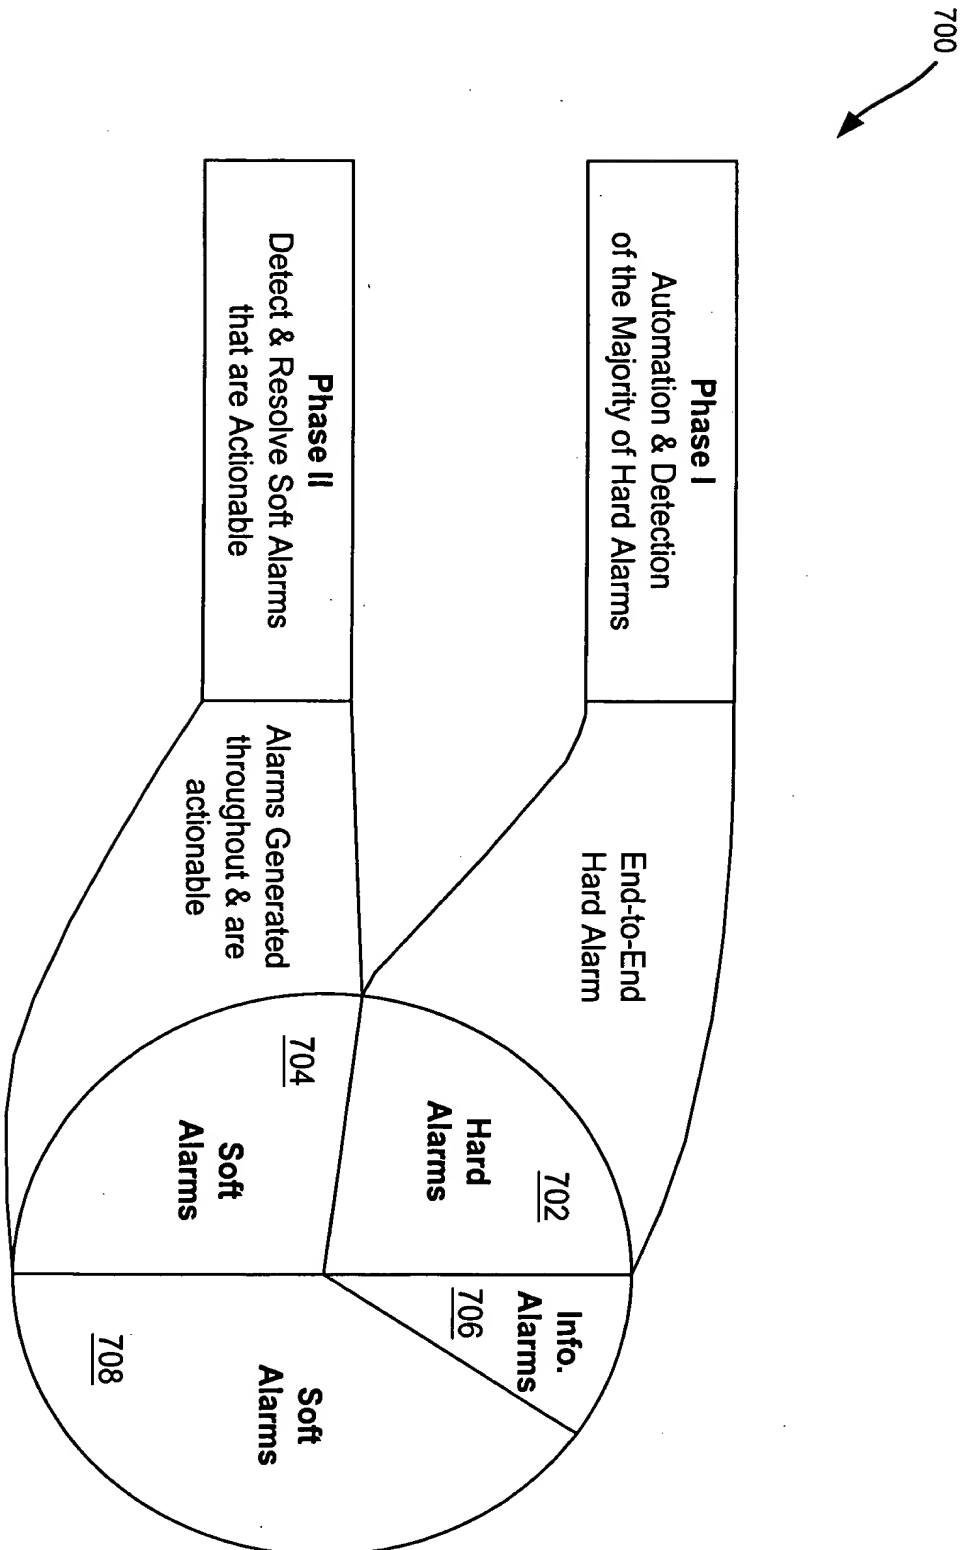 700
Phase I
Automation & Detection
of the Majority of Hard Alarms
End-to-End
Hard Alarm
702
Hard
Alarms
Info.
Alarms
706
Phase II
Detect & Resolve Soft Alarms
that are Actionable
Alarms Generated
throughout & are
actionable
704
Soft
Alarms
Soft
Alarms
708